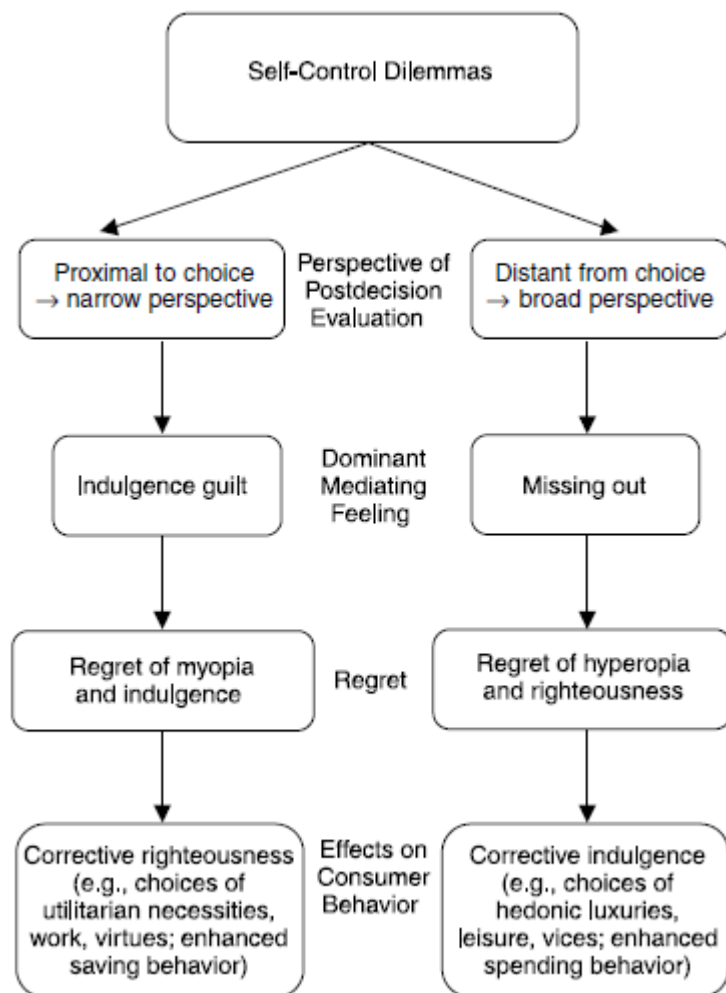 Self-Control Dilemmas
Proximal to choice
→ narrow perspective
Perspective of
Postdecision
Evaluation
Distant from choice
→ broad perspective
Indulgence guilt
Dominant
Mediating
Feeling
Missing out
Regret of myopia
and indulgence
Regret
Regret of hyperopia
and righteousness
Corrective righteousness
(e.g., choices of
utilitarian necessities,
work, virtues; enhanced
saving behavior)
Effects on
Consumer
Behavior
Corrective indulgence
(e.g., choices of
hedonic luxuries,
leisure, vices; enhanced
spending behavior)